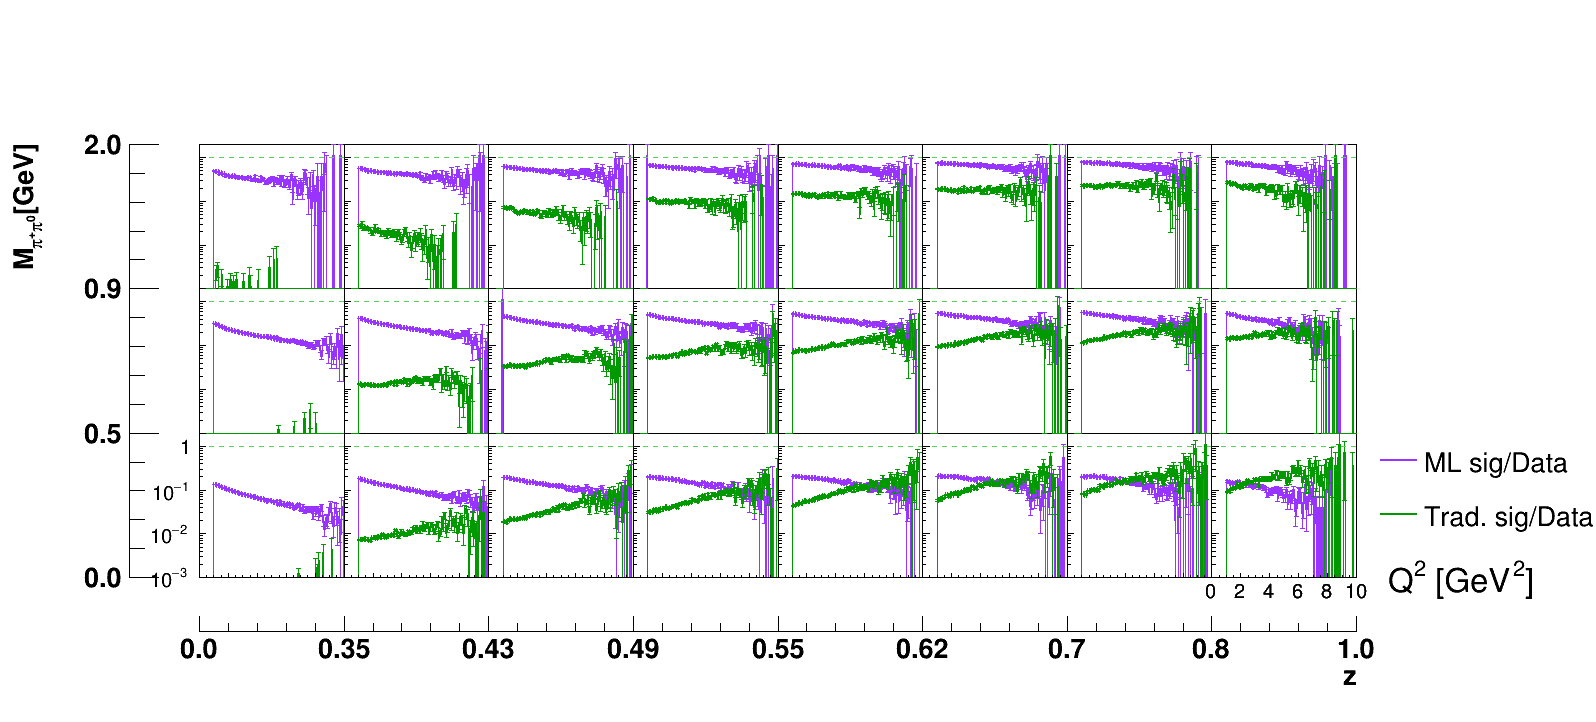 M_{π⁺π⁰}[GeV]
2.0
0.9
0.5
0.0
1
10⁻¹
10⁻²
10⁻³
ML sig/Data
Trad. sig/Data
Q² [GeV²]
0 2 4 6 8 10
0.0 0.35 0.43 0.49 0.55 0.62 0.7 0.8 1.0
z